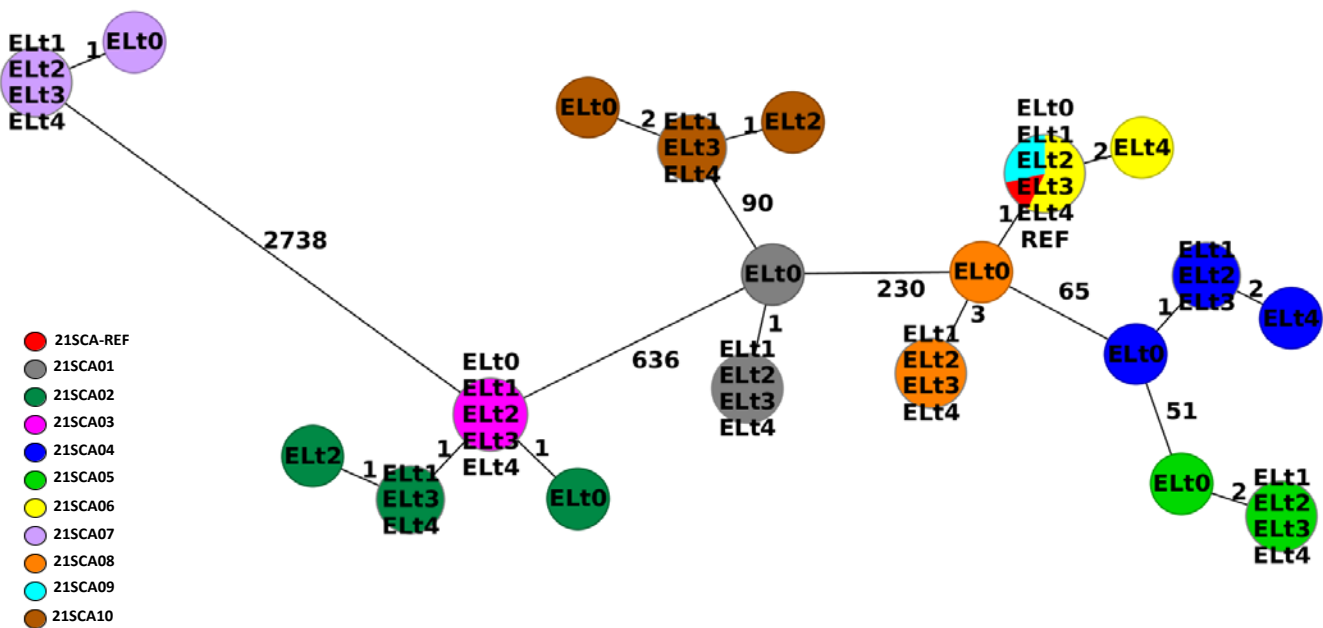 ELt1
ELt2
ELt3
ELt4
1
ELt0
2738
ELt0
2
ELt1
ELt3
ELt4
1
ELt2
90
ELt0
ELt1
ELt2
ELt3
ELt4
REF
2
ELt4
1
ELt0
1
ELt1
ELt2
ELt3
ELt4
636
230
ELt0
3
ELt1
ELt2
ELt3
ELt4
65
ELt0
1
ELt1
ELt2
ELt3
2
ELt4
51
ELt0
2
ELt1
ELt2
ELt3
ELt4
ELt0
ELt1
ELt2
ELt3
ELt4
1
1
ELt2
1
ELt1
ELt3
ELt4
ELt0
21SCA-REF
21SCA01
21SCA02
21SCA03
21SCA04
21SCA05
21SCA06
21SCA07
21SCA08
21SCA09
21SCA10